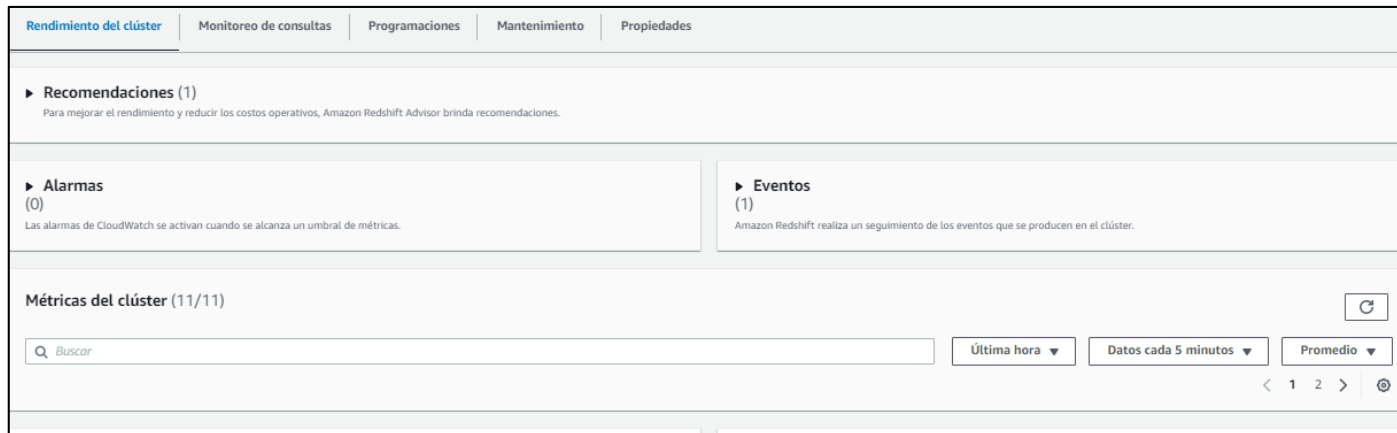 Rendimiento del clúster
Monitoreo de consultas
Programaciones
Mantenimiento
Propiedades
Recomendaciones (1)
Para mejorar el rendimiento y reducir los costos operativos, Amazon Redshift Advisor brinda recomendaciones.
Alarmas
(0)
Las alarmas de CloudWatch se activan cuando se alcanza un umbral de métricas.
Eventos
(1)
Amazon Redshift realiza un seguimiento de los eventos que se producen en el clúster.
Métricas del clúster (11/11)
Buscar
Última hora
Datos cada 5 minutos
Promedio
1 2